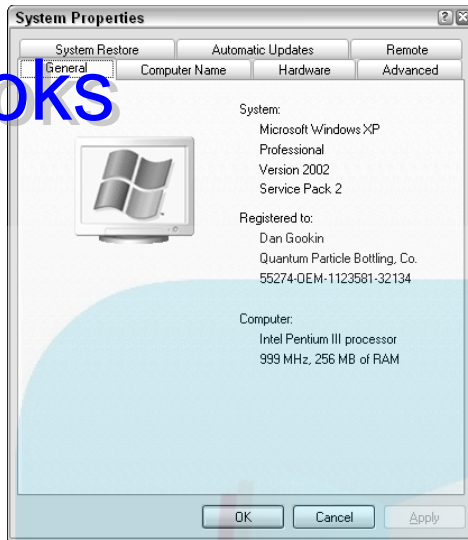 System Properties
System Restore Automatic Updates Remote
General Computer Name Hardware Advanced
oks
System:
Microsoft Windows XP
Professional
Version 2002
Service Pack 2
Registered to:
Dan Gookin
Quantum Particle Bottling, Co.
55274-OEM-1123581-32134
Computer:
Intel Pentium III processor
999 MHz, 256 MB of RAM
OK Cancel Apply